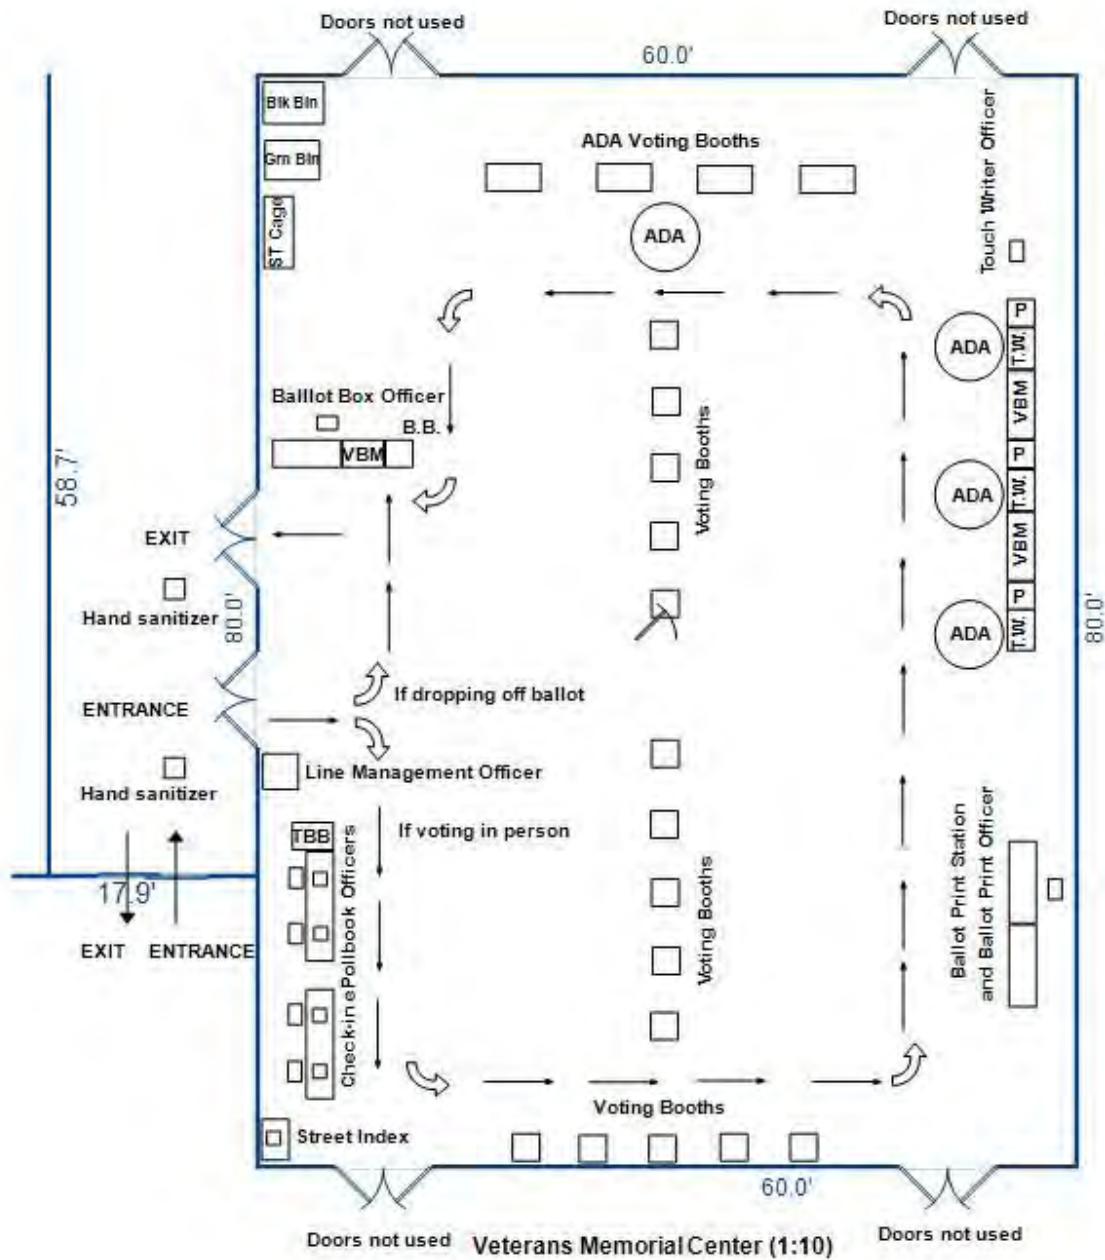 Doors not used
Doors not used
60.0'
Blk Bln
Grn Bln
ST Cage
ADA Voting Booths
ADA
Touch Writer Officer
P
T.W.
ADA
VBM
P
T.W.
ADA
VBM
P
T.W.
ADA
Balllot Box Officer
B.B.
VBM
Voting Booths
58.7'
EXIT
Hand sanitizer
80.0'
80.0'
ENTRANCE
If dropping off ballot
Hand sanitizer
Line Management Officer
If voting in person
TBB
Check-in ePollbook Officers
17.9'
EXIT
ENTRANCE
Voting Booths
Ballot Print Station
and Ballot Print Officer
Voting Booths
Street Index
60.0'
Doors not used
Doors not used
Veterans Memorial Center (1:10)